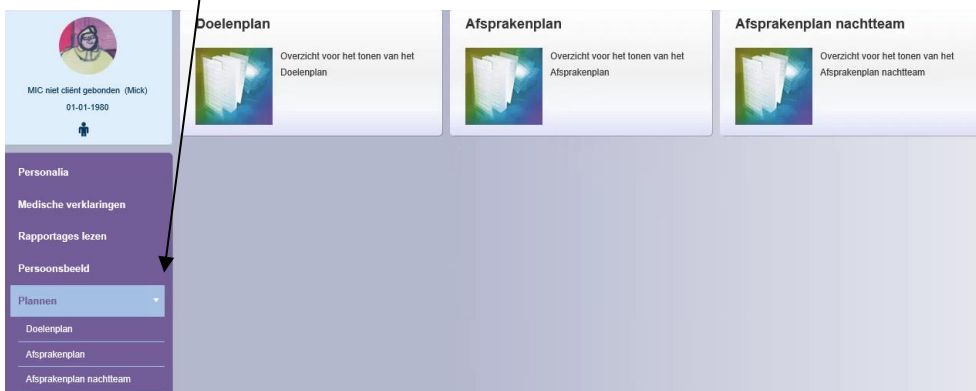 Doelenplan
Overzicht voor het tonen van het
Doelenplan
Afsprakenplan
Overzicht voor het tonen van het
Afsprakenplan
Afsprakenplan nachtteam
Overzicht voor het tonen van het
Afsprakenplan nachtteam
MIC niet cliënt gebonden (Mick)
01-01-1980
Personalia
Medische verklaringen
Rapportages lezen
Persoonsbeeld
Plannen
Doelenplan
Afsprakenplan
Afsprakenplan nachtteam